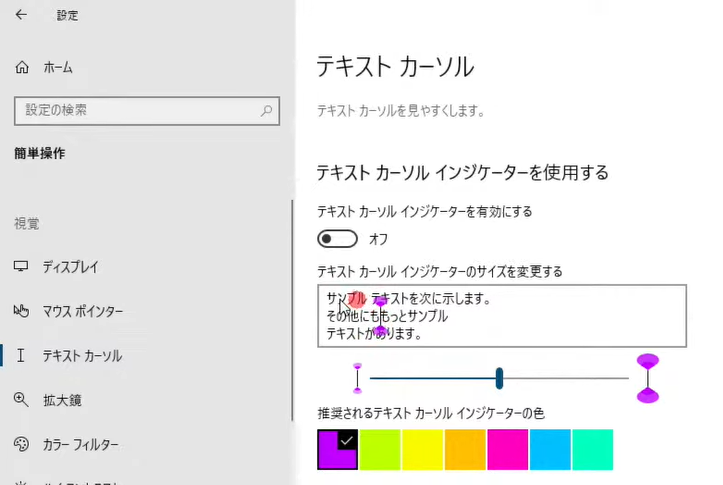 設定
ホーム
設定の検索
簡単操作
視覚
ディスプレイ
マウス ポインター
テキスト カーソル
拡大鏡
カラー フィルター
テキスト カーソル
テキスト カーソルを見やすくします。
テキスト カーソル インジケーターを使用する
テキスト カーソル インジケーターを有効にする
オフ
テキスト カーソル インジケーターのサイズを変更する
サンプル テキストを次に示します。
その他にももっとサンプル
テキストがあります。
推奨されるテキスト カーソル インジケーターの色